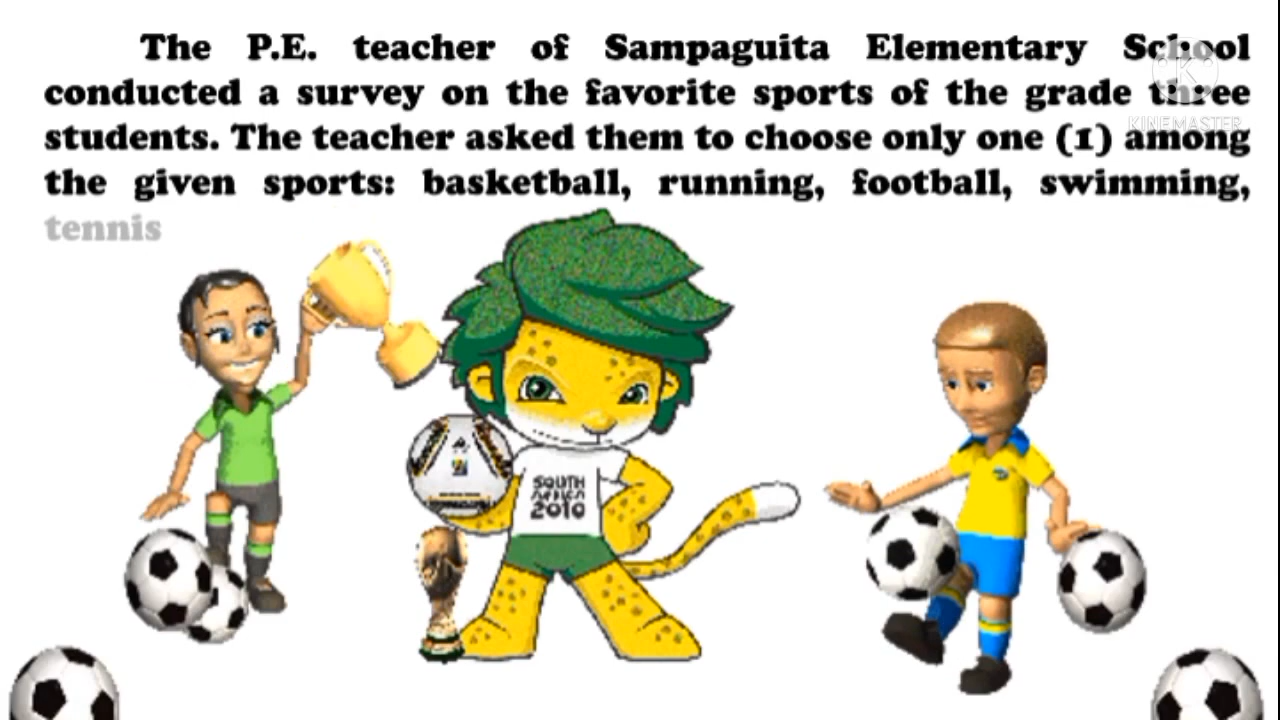 The P.E. teacher of Sampaguita Elementary School
conducted a survey on the favorite sports of the grade three
students. The teacher asked them to choose only one (1) among
the given sports: basketball, running, football, swimming,
tennis
KINEMASTER
SOUTH
AFRICA
2010